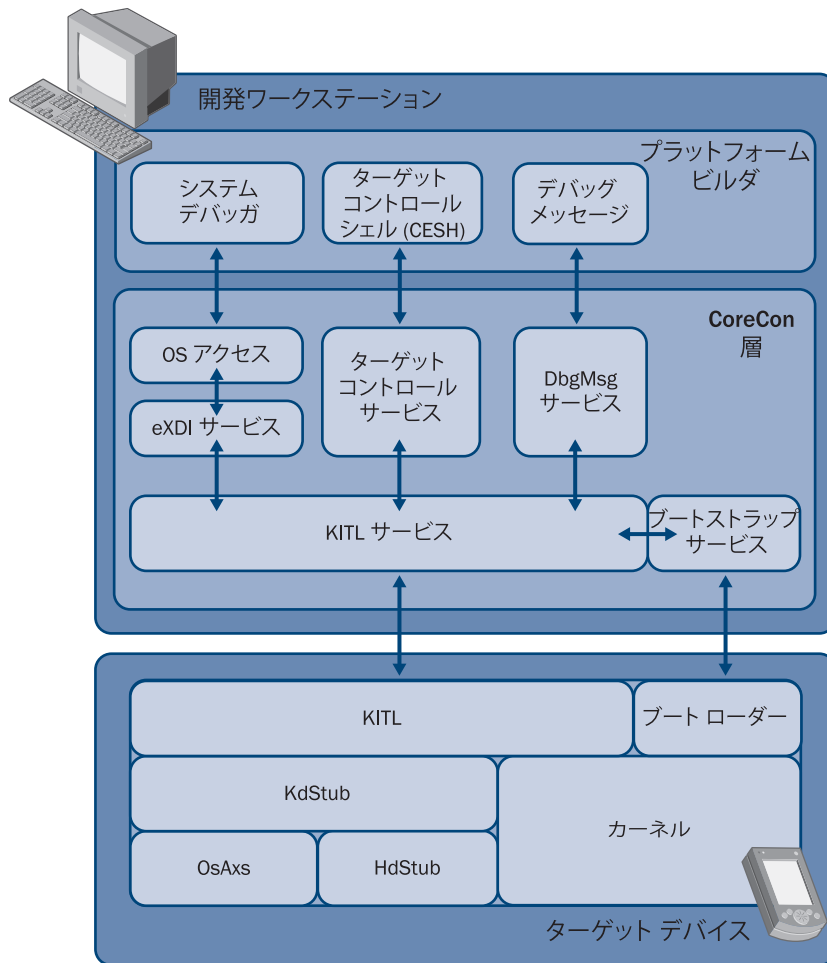 開発ワークステーション
プラットフォーム
ビルダ
システム
デバッガ
ターゲット
コントロール
シェル (CESH)
デバッグ
メッセージ
CoreCon
層
OS アクセス
eXDI サービス
ターゲット
コントロール
サービス
DbgMsg
サービス
KITL サービス
ブートストラップ
サービス
KITL
ブート ローダー
KdStub
カーネル
OsAxs
HdStub
ターゲット デバイス